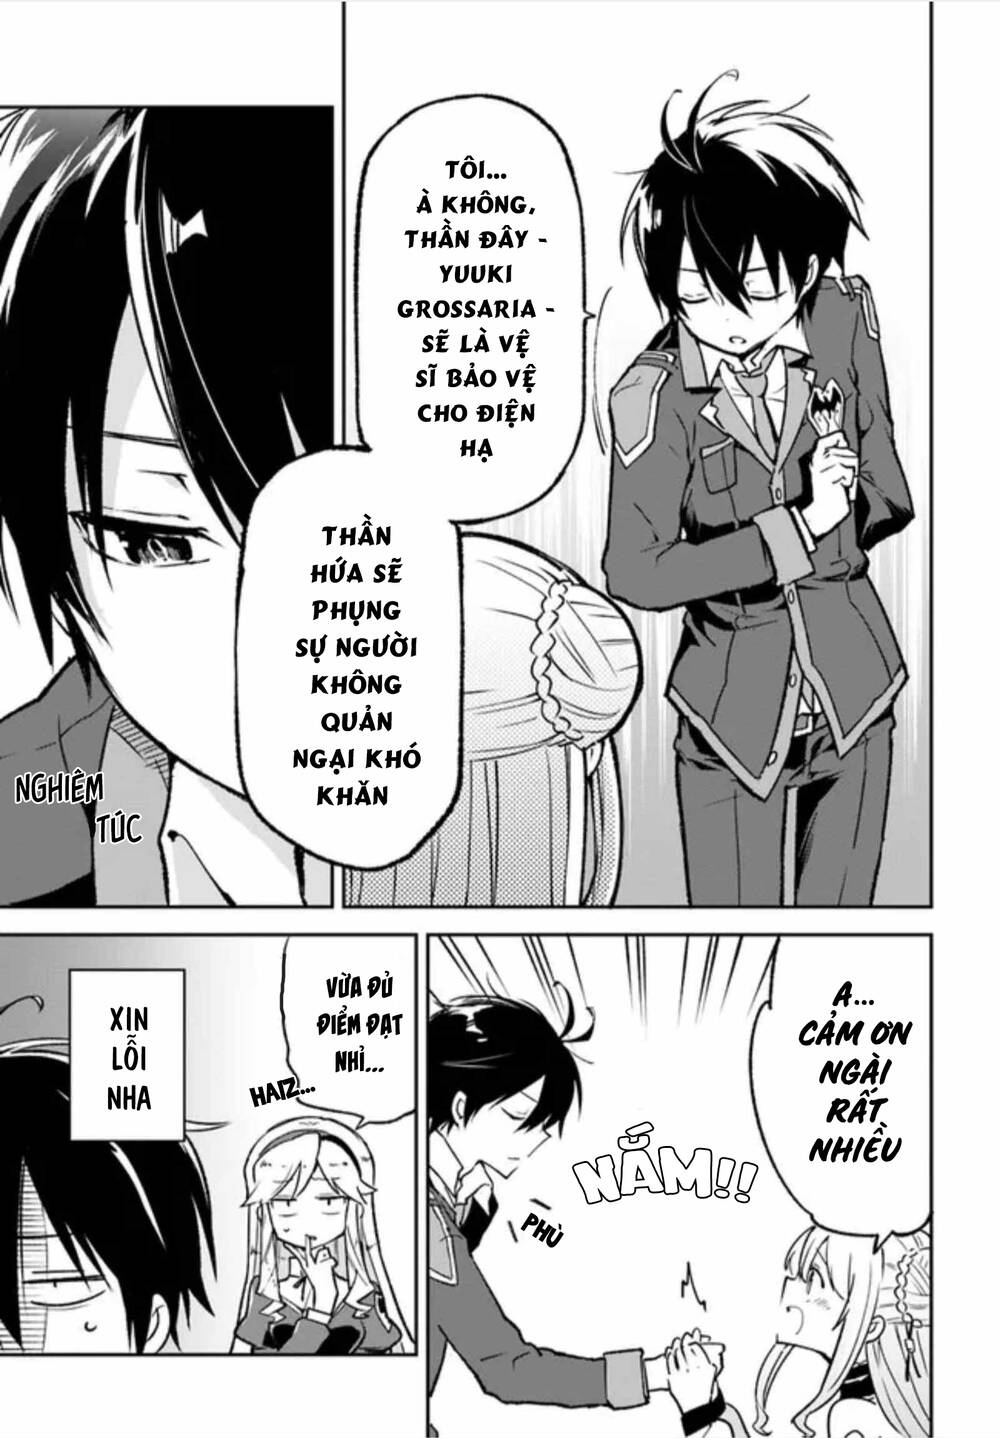 TÔI...
À KHÔNG,
THẦN ĐÂY -
YUUKI
GROSSARIA -
SẼ LÀ VỆ
SĨ BẢO VỆ
CHO ĐIỆN
HẠ
THẦN
HỨA SẼ
PHỤNG
SỰ NGƯỜI
KHÔNG
QUẢN
NGẠI KHÓ
KHĂN
NGHIÊM
TÚC
A...
CẢM ƠN
NGÀI
RẤT
NHIỀU
NẮM!!
PHÙ
VỪA ĐỦ
ĐIỂM ĐẠT
NHỈ...
HAIZ...
XIN
LỖI
NHA